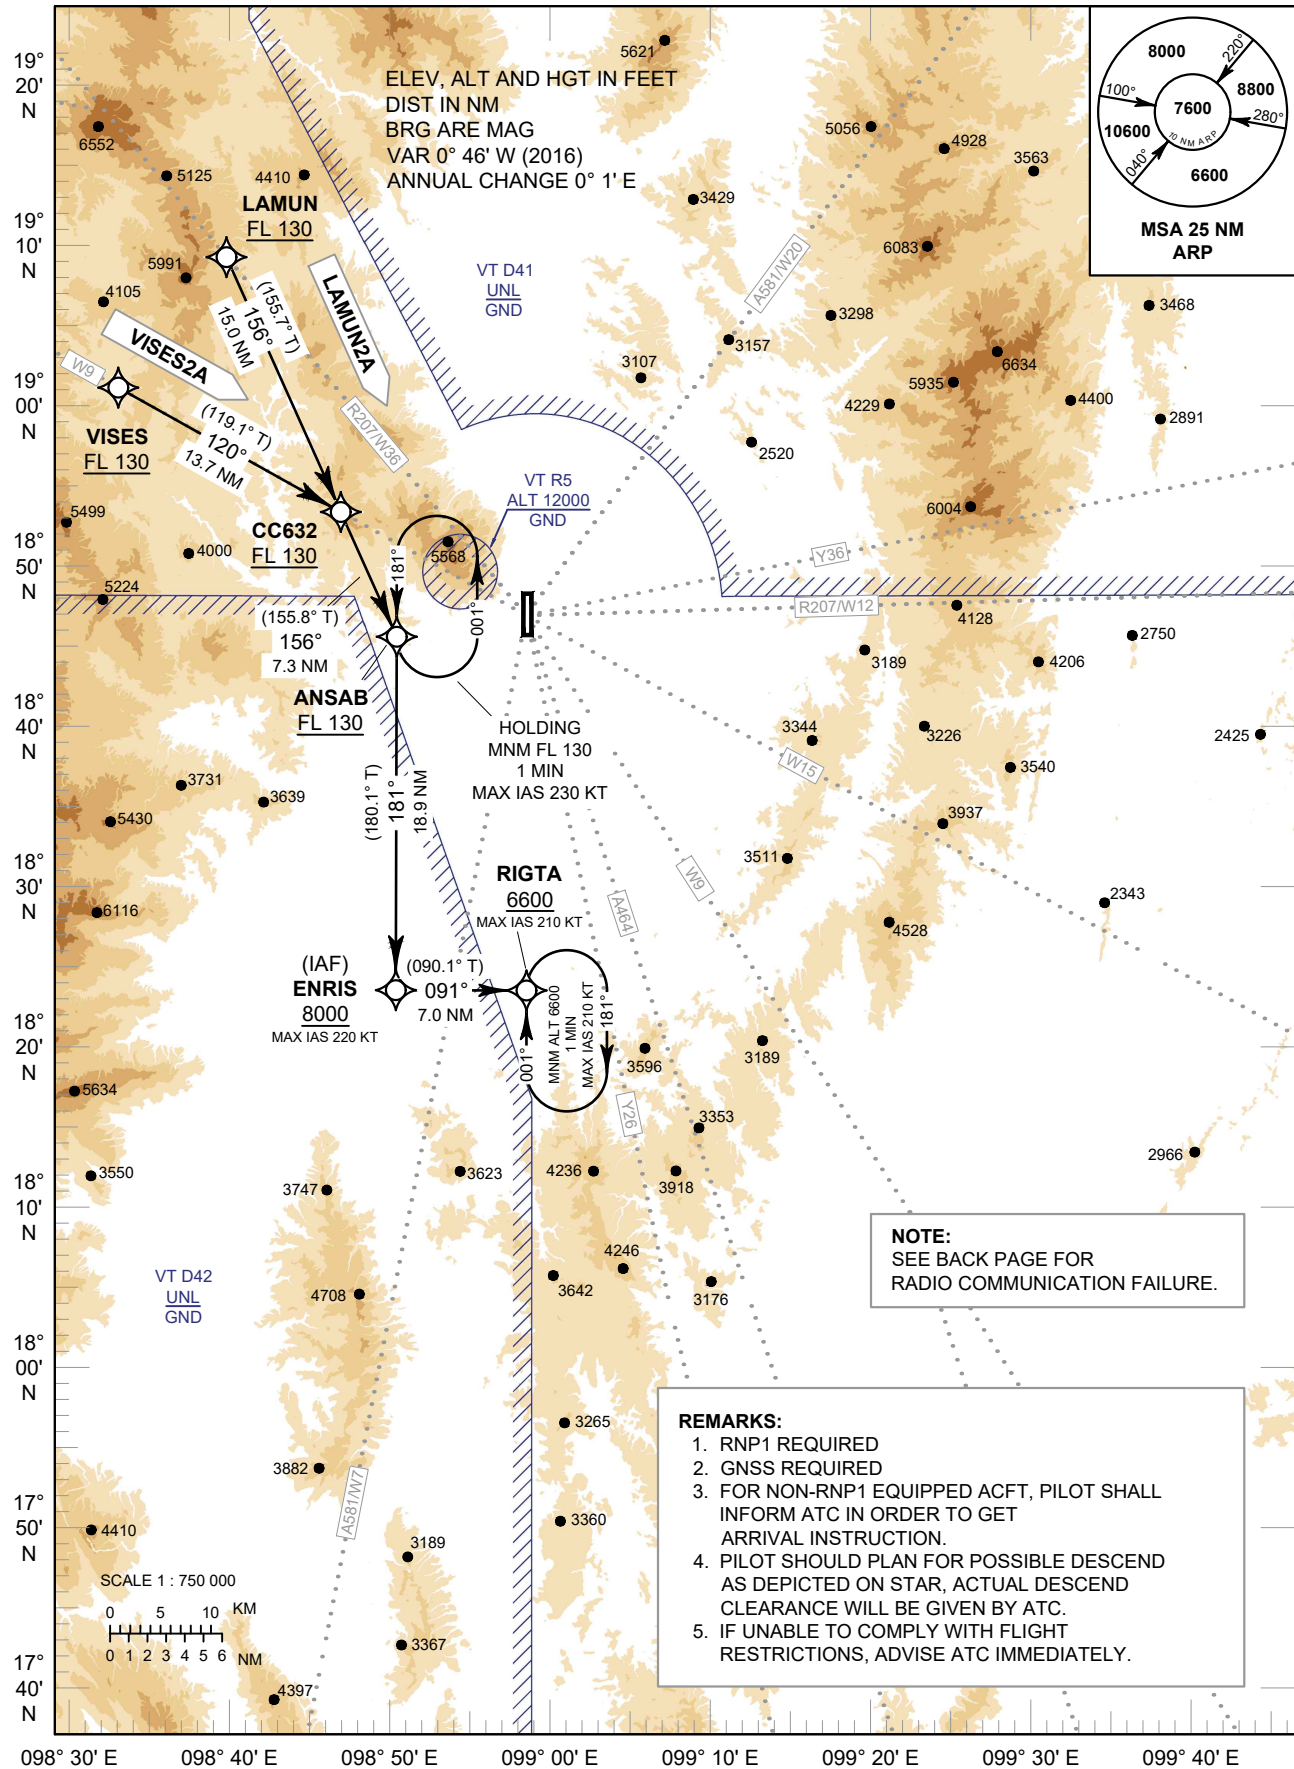 19°
20'
N
19°
10'
N
19°
00'
N
18°
50'
N
18°
40'
N
18°
30'
N
18°
20'
N
18°
10'
N
18°
00'
N
17°
50'
N
17°
40'
N
098° 30' E
098° 40' E
098° 50' E
099° 00' E
099° 10' E
099° 20' E
099° 30' E
099° 40' E
ELEV, ALT AND HGT IN FEET
DIST IN NM
BRG ARE MAG
VAR 0° 46' W (2016)
ANNUAL CHANGE 0° 1' E
8000
8800
7600
10600
6600
100°
220°
280°
040°
10 NM ARP
MSA 25 NM
ARP
5621
6552
5125
4410
5056
4928
3563
3429
6083
5991
4105
3468
3298
3157
3107
6634
5935
4229
4400
2891
2520
6004
5499
4000
5568
5224
4128
2750
4206
3189
3344
3226
2425
3540
3731
3639
5430
3937
3511
2343
6116
4528
3596
3189
5634
3353
2966
3550
3623
4236
3918
3747
4246
3642
3176
4708
3265
3882
3360
4410
3189
3367
4397
LAMUN
FL 130
(155.7° T)
156°
15.0 NM
LAMUN2A
VISES2A
W9
VISES
FL 130
(119.1° T)
120°
13.7 NM
CC632
FL 130
R207/W36
VT D41
UNL
GND
A581/W20
VT R5
ALT 12000
GND
Y36
R207/W12
181°
001°
(155.8° T)
156°
7.3 NM
ANSAB
FL 130
HOLDING
MNM FL 130
1 MIN
MAX IAS 230 KT
(180.1° T)
181°
18.9 NM
W15
W9
A464
RIGTA
6600
MAX IAS 210 KT
(IAF)
ENRIS
8000
MAX IAS 220 KT
(090.1° T)
091°
7.0 NM
001°
MNM ALT 6600
1 MIN
MAX IAS 210 KT
181°
Y26
VT D42
UNL
GND
A581/W7
NOTE:
SEE BACK PAGE FOR
RADIO COMMUNICATION FAILURE.
REMARKS:
1. RNP1 REQUIRED
2. GNSS REQUIRED
3. FOR NON-RNP1 EQUIPPED ACFT, PILOT SHALL
INFORM ATC IN ORDER TO GET
ARRIVAL INSTRUCTION.
4. PILOT SHOULD PLAN FOR POSSIBLE DESCEND
AS DEPICTED ON STAR, ACTUAL DESCEND
CLEARANCE WILL BE GIVEN BY ATC.
5. IF UNABLE TO COMPLY WITH FLIGHT
RESTRICTIONS, ADVISE ATC IMMEDIATELY.
SCALE 1 : 750 000
0 5 10 KM
0 1 2 3 4 5 6 NM